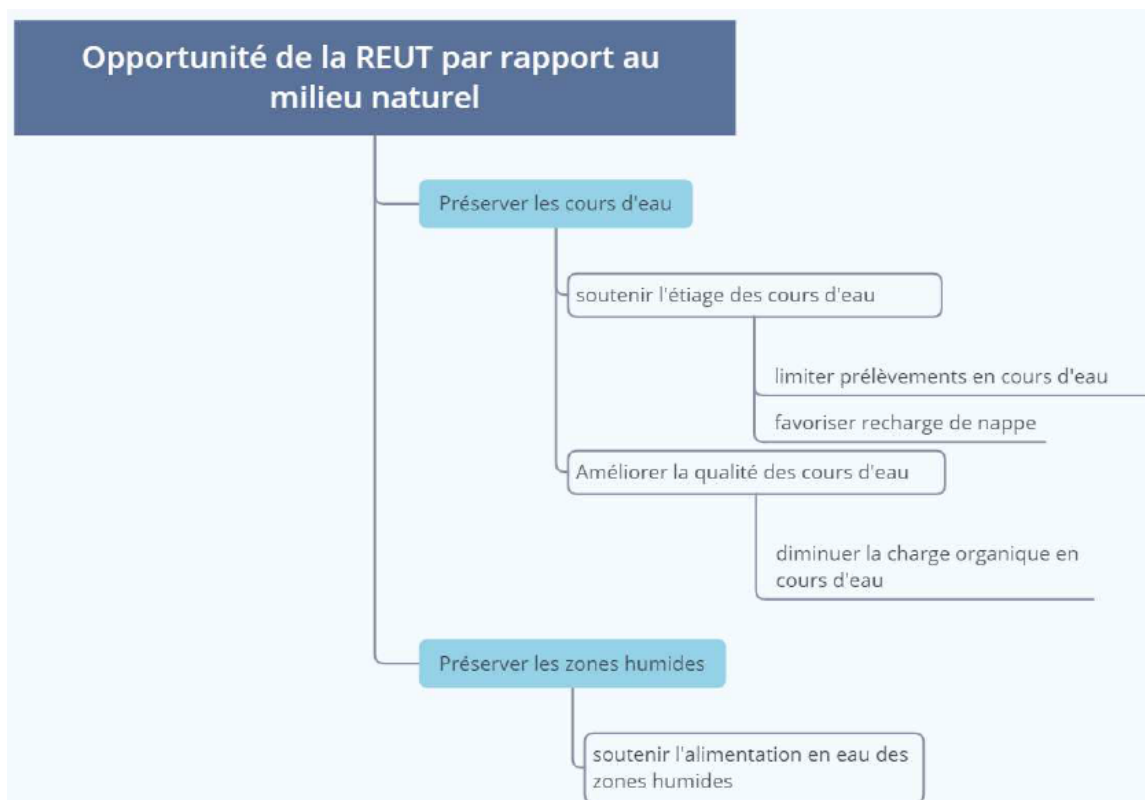 Opportunité de la REUT par rapport au
milieu naturel
Préserver les cours d'eau
soutenir l'étiage des cours d'eau
limiter prélèvements en cours d'eau
favoriser recharge de nappe
Améliorer la qualité des cours d'eau
diminuer la charge organique en
cours d'eau
Préserver les zones humides
soutenir l'alimentation en eau des
zones humides